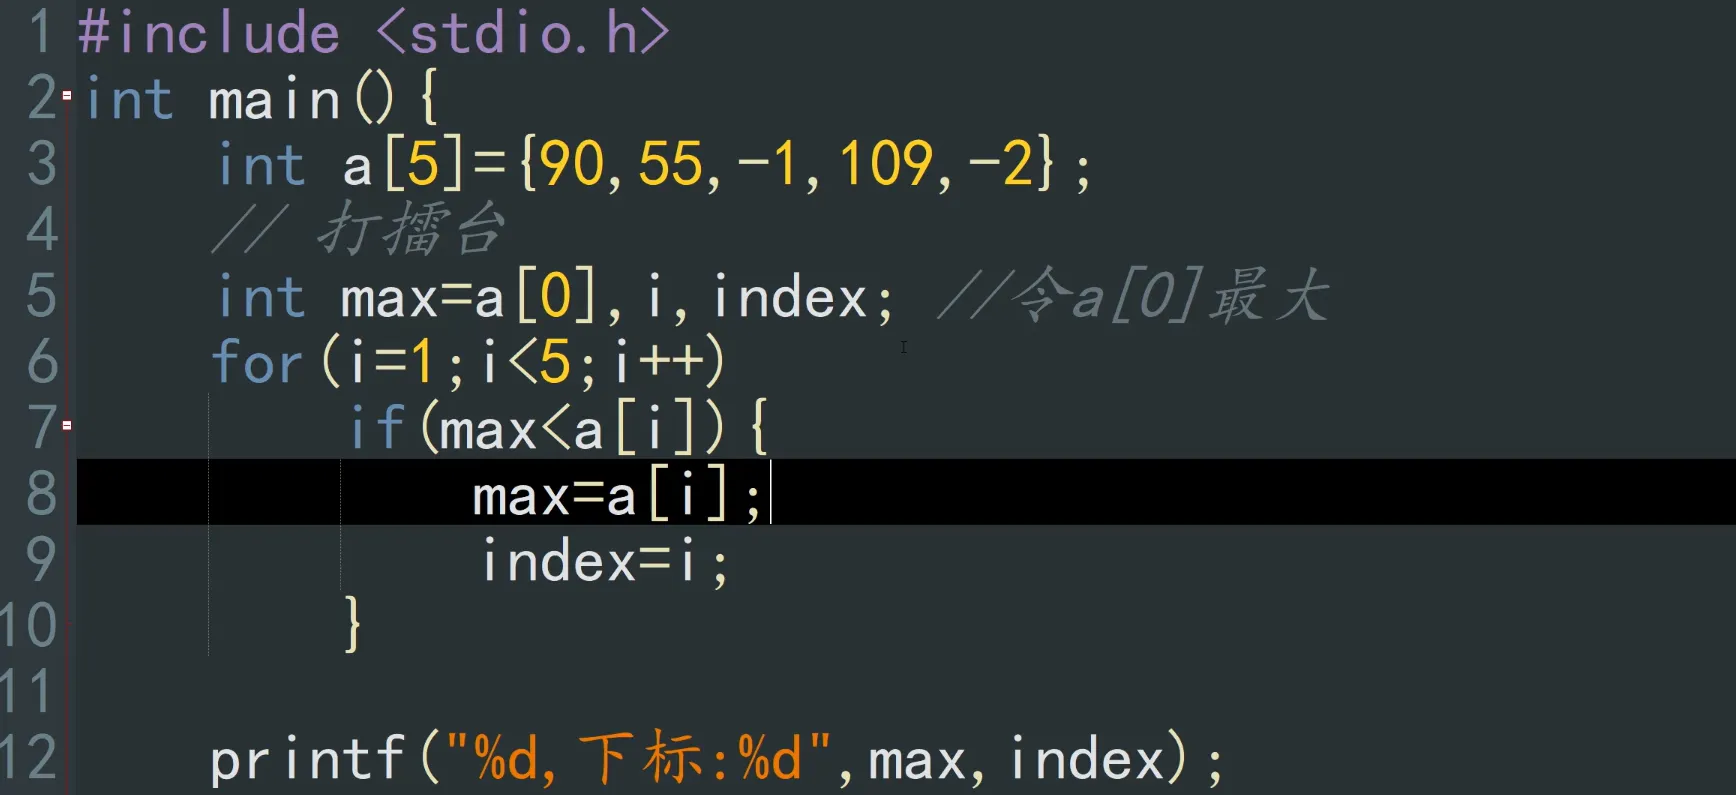 1 #include <stdio.h>
2 int main(){
3 int a[5]={90,55,-1,109,-2};
4 // 打擂台
5 int max=a[0],i,index; //令a[0]最大
6 for(i=1;i<5;i++)
7 if(max<a[i]){
8 max=a[i];
9 index=i;
10 }
11
12 printf("%d,下标:%d",max,index);